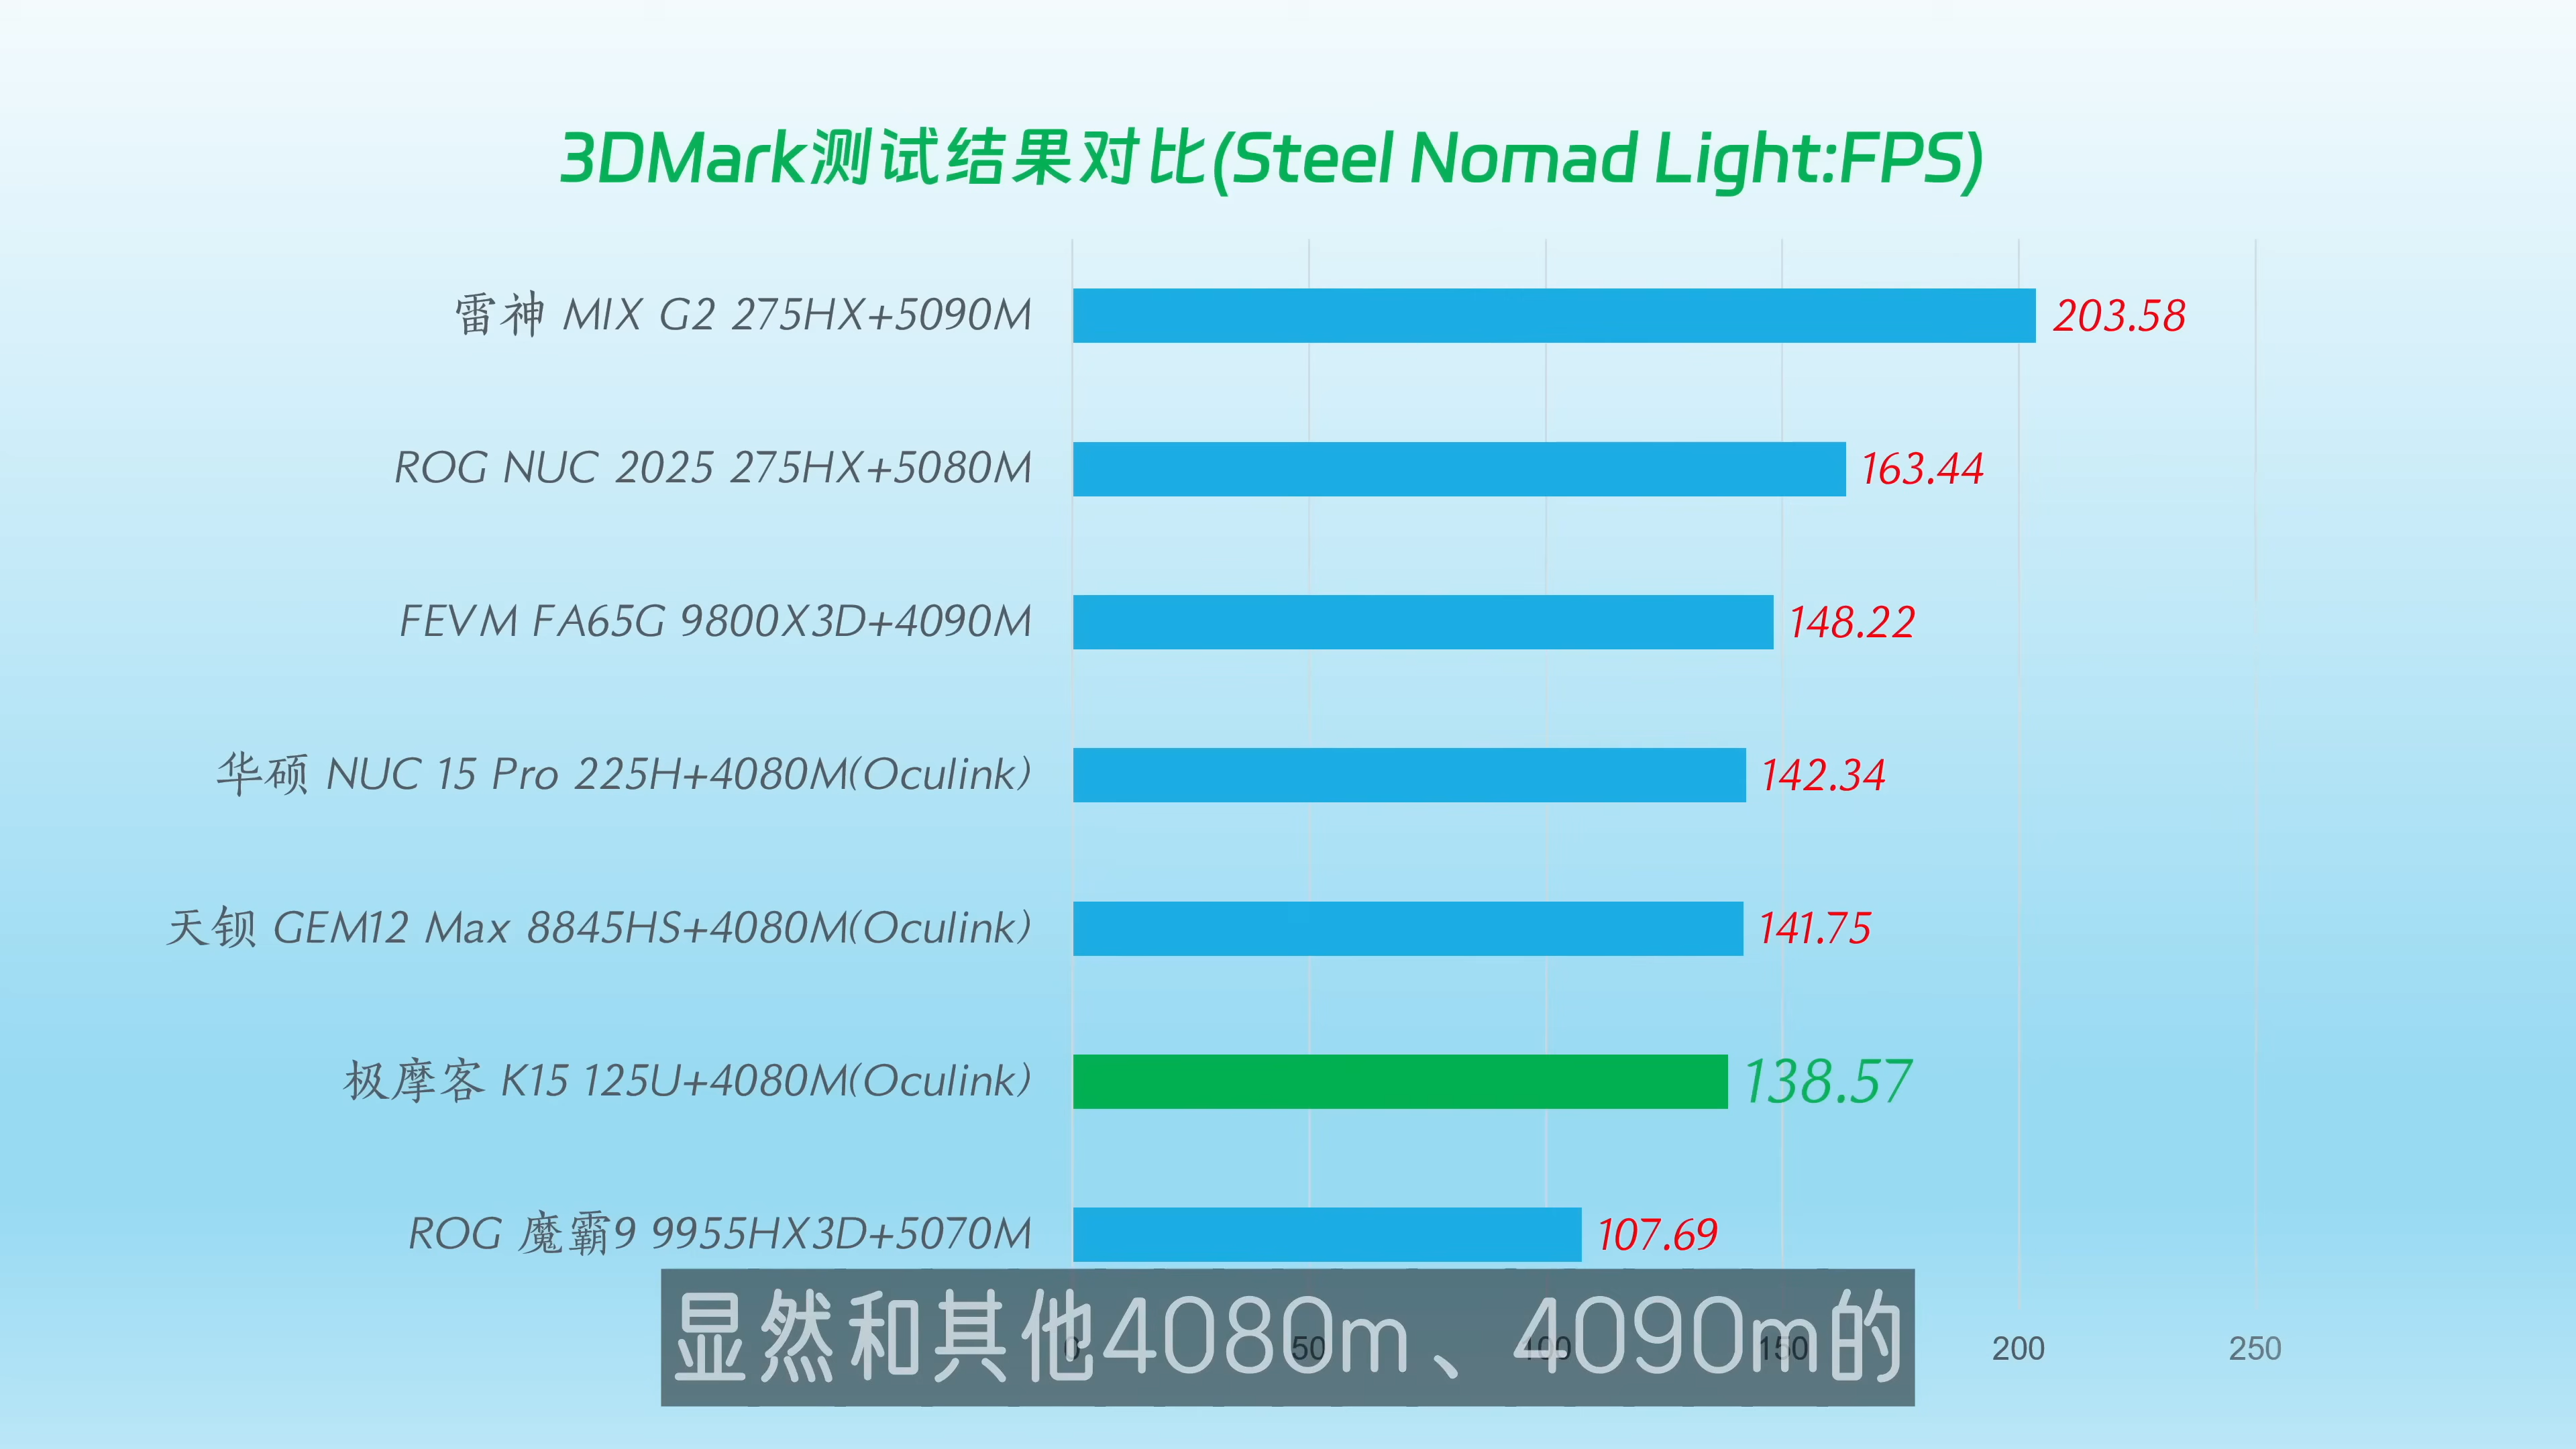 3DMark测试结果对比(Steel Nomad Light:FPS)
雷神 MIX G2 275HX+5090M 203.58
ROG NUC 2025 275HX+5080M 163.44
FEVM FA65G 9800X3D+4090M 148.22
华硕 NUC 15 Pro 225H+4080M(Oculink) 142.34
天钡 GEM12 Max 8845HS+4080M(Oculink) 141.75
极摩客 K15 125U+4080M(Oculink) 138.57
ROG 魔霸9 9955HX3D+5070M 107.69
0 50 100 150 200 250
显然和其他4080m、4090m的